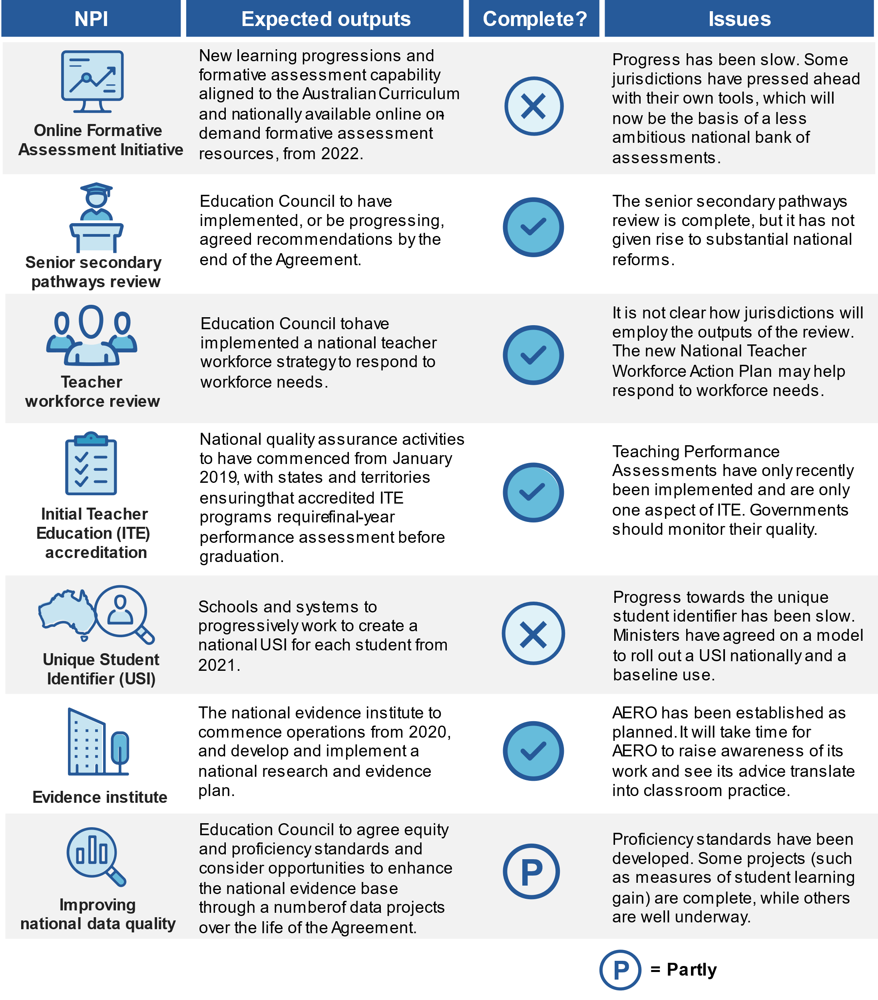 NPI
Expected outputs
Complete?
Issues
Online Formative
Assessment Initiative
New learning progressions and
formative assessment capability
aligned to the Australian Curriculum
and nationally available online on-
demand formative assessment
resources, from 2022.
Progress has been slow. Some
jurisdictions have pressed ahead
with their own tools, which will
now be the basis of a less
ambitious national bank of
assessments.
Senior secondary
pathways review
Education Council to have
implemented, or be progressing,
agreed recommendations by the
end of the Agreement.
The senior secondary pathways
review is complete, but it has not
given rise to substantial national
reforms.
Teacher
workforce review
Education Council to have
implemented a national teacher
workforce strategy to respond to
workforce needs.
It is not clear how jurisdictions will
employ the outputs of the review.
The new National Teacher
Workforce Action Plan may help
respond to workforce needs.
Initial Teacher
Education (ITE)
accreditation
National quality assurance activities
to have commenced from January
2019, with states and territories
ensuring that accredited ITE
programs require final-year
performance assessment before
graduation.
Teaching Performance
Assessments have only recently
been implemented and are only
one aspect of ITE. Governments
should monitor their quality.
Unique Student
Identifier (USI)
Schools and systems to
progressively work to create a
national USI for each student from
2021.
Progress towards the unique
student identifier has been slow.
Ministers have agreed on a model
to roll out a USI nationally and a
baseline use.
Evidence institute
The national evidence institute to
commence operations from 2020,
and develop and implement a
national research and evidence
plan.
AERO has been established as
planned. It will take time for
AERO to raise awareness of its
work and see its advice translate
into classroom practice.
Improving
national data quality
Education Council to agree equity
and proficiency standards and
consider opportunities to enhance
the national evidence base
through a number of data projects
over the life of the Agreement.
P
Proficiency standards have been
developed. Some projects (such
as measures of student learning
gain) are complete, while others
are well underway.
P = Partly